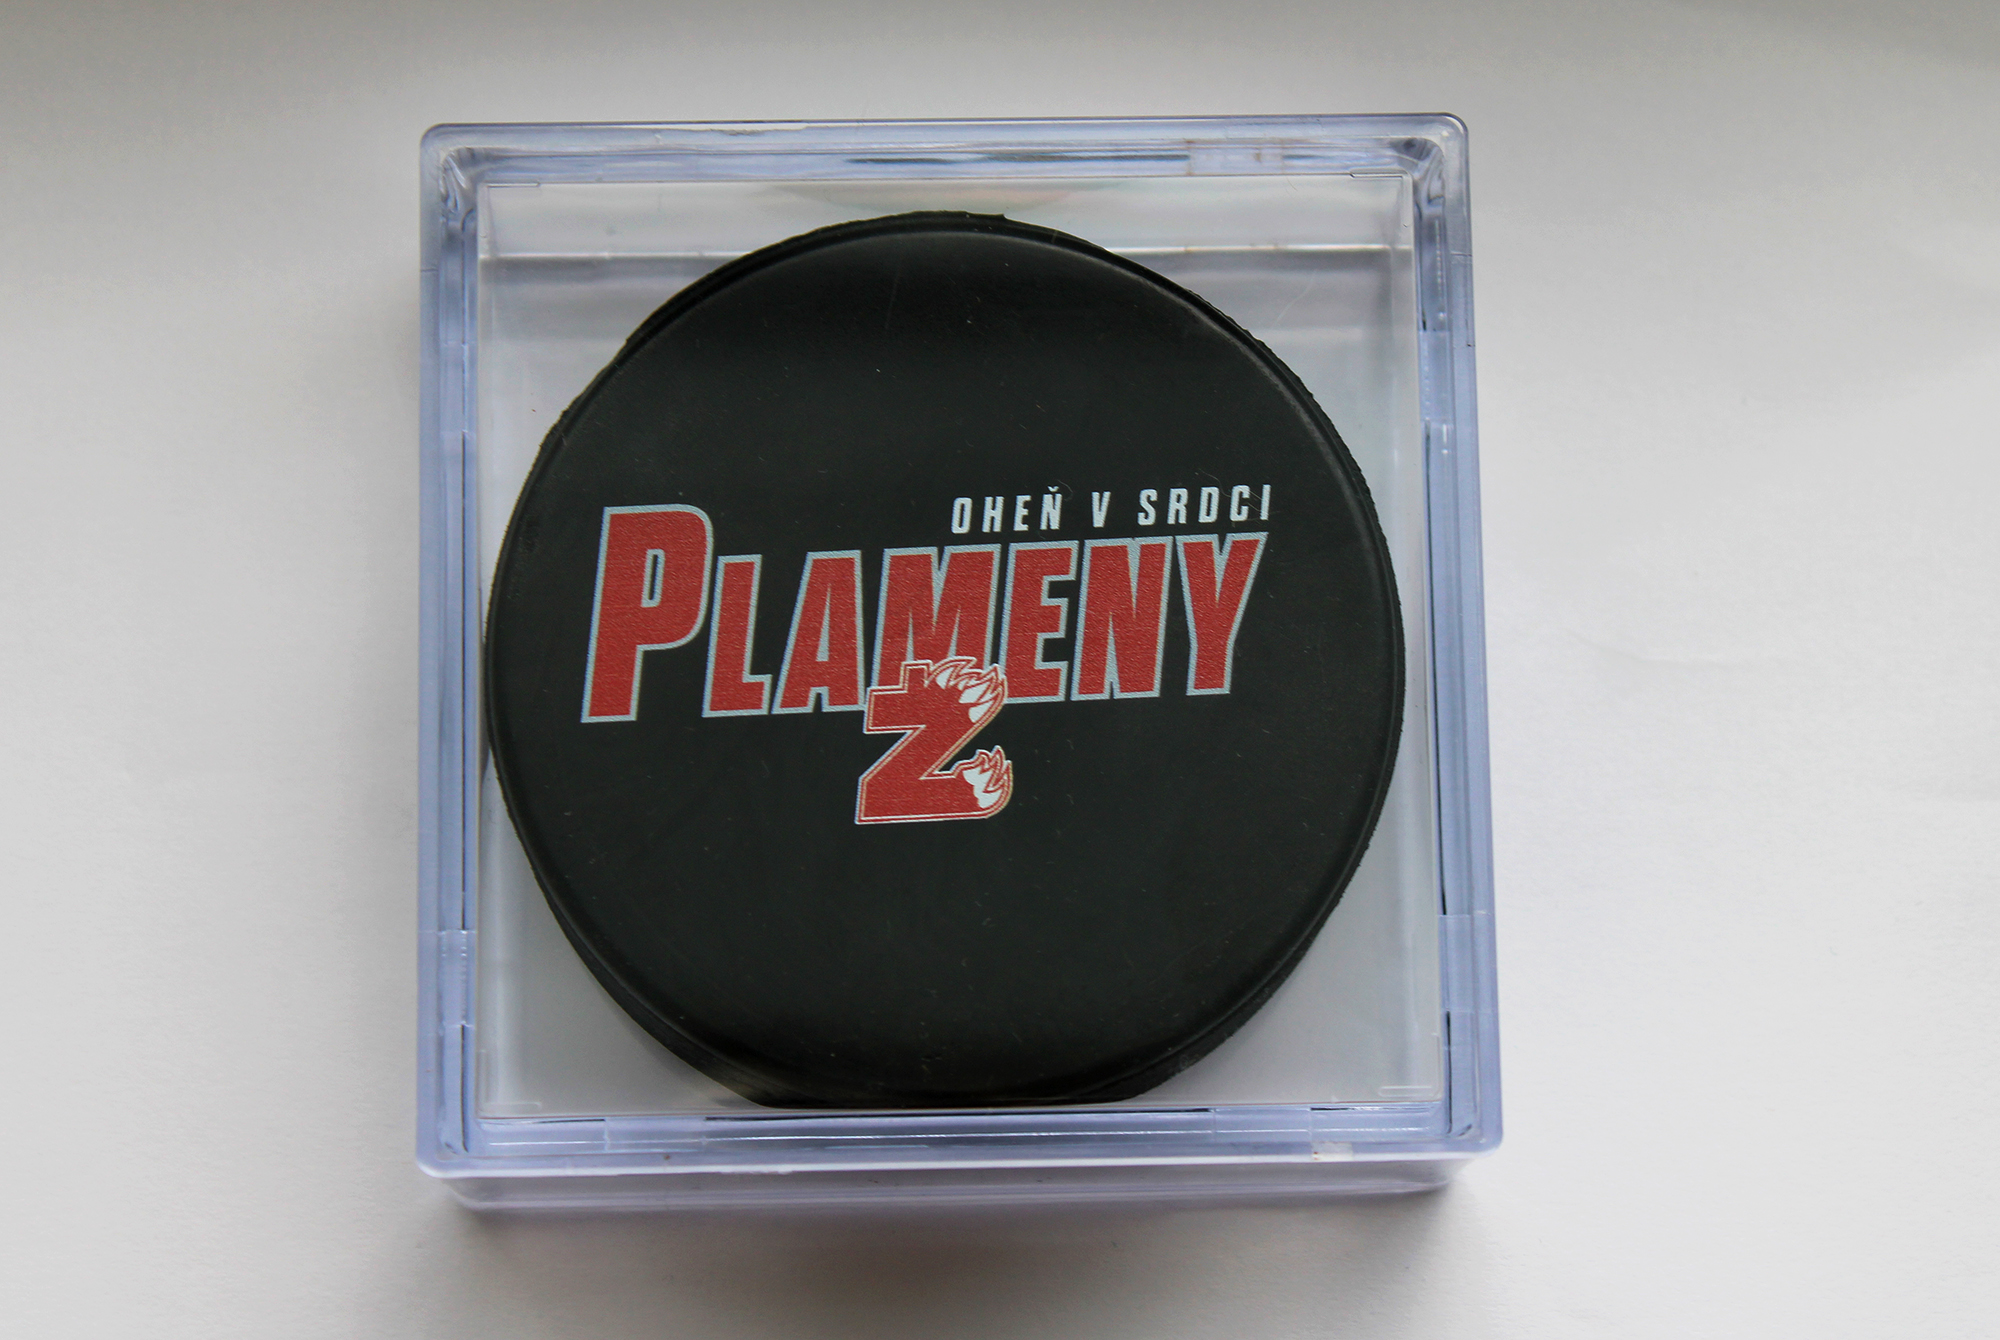 OHEŇ V SRDCI
PLAMENY
Z